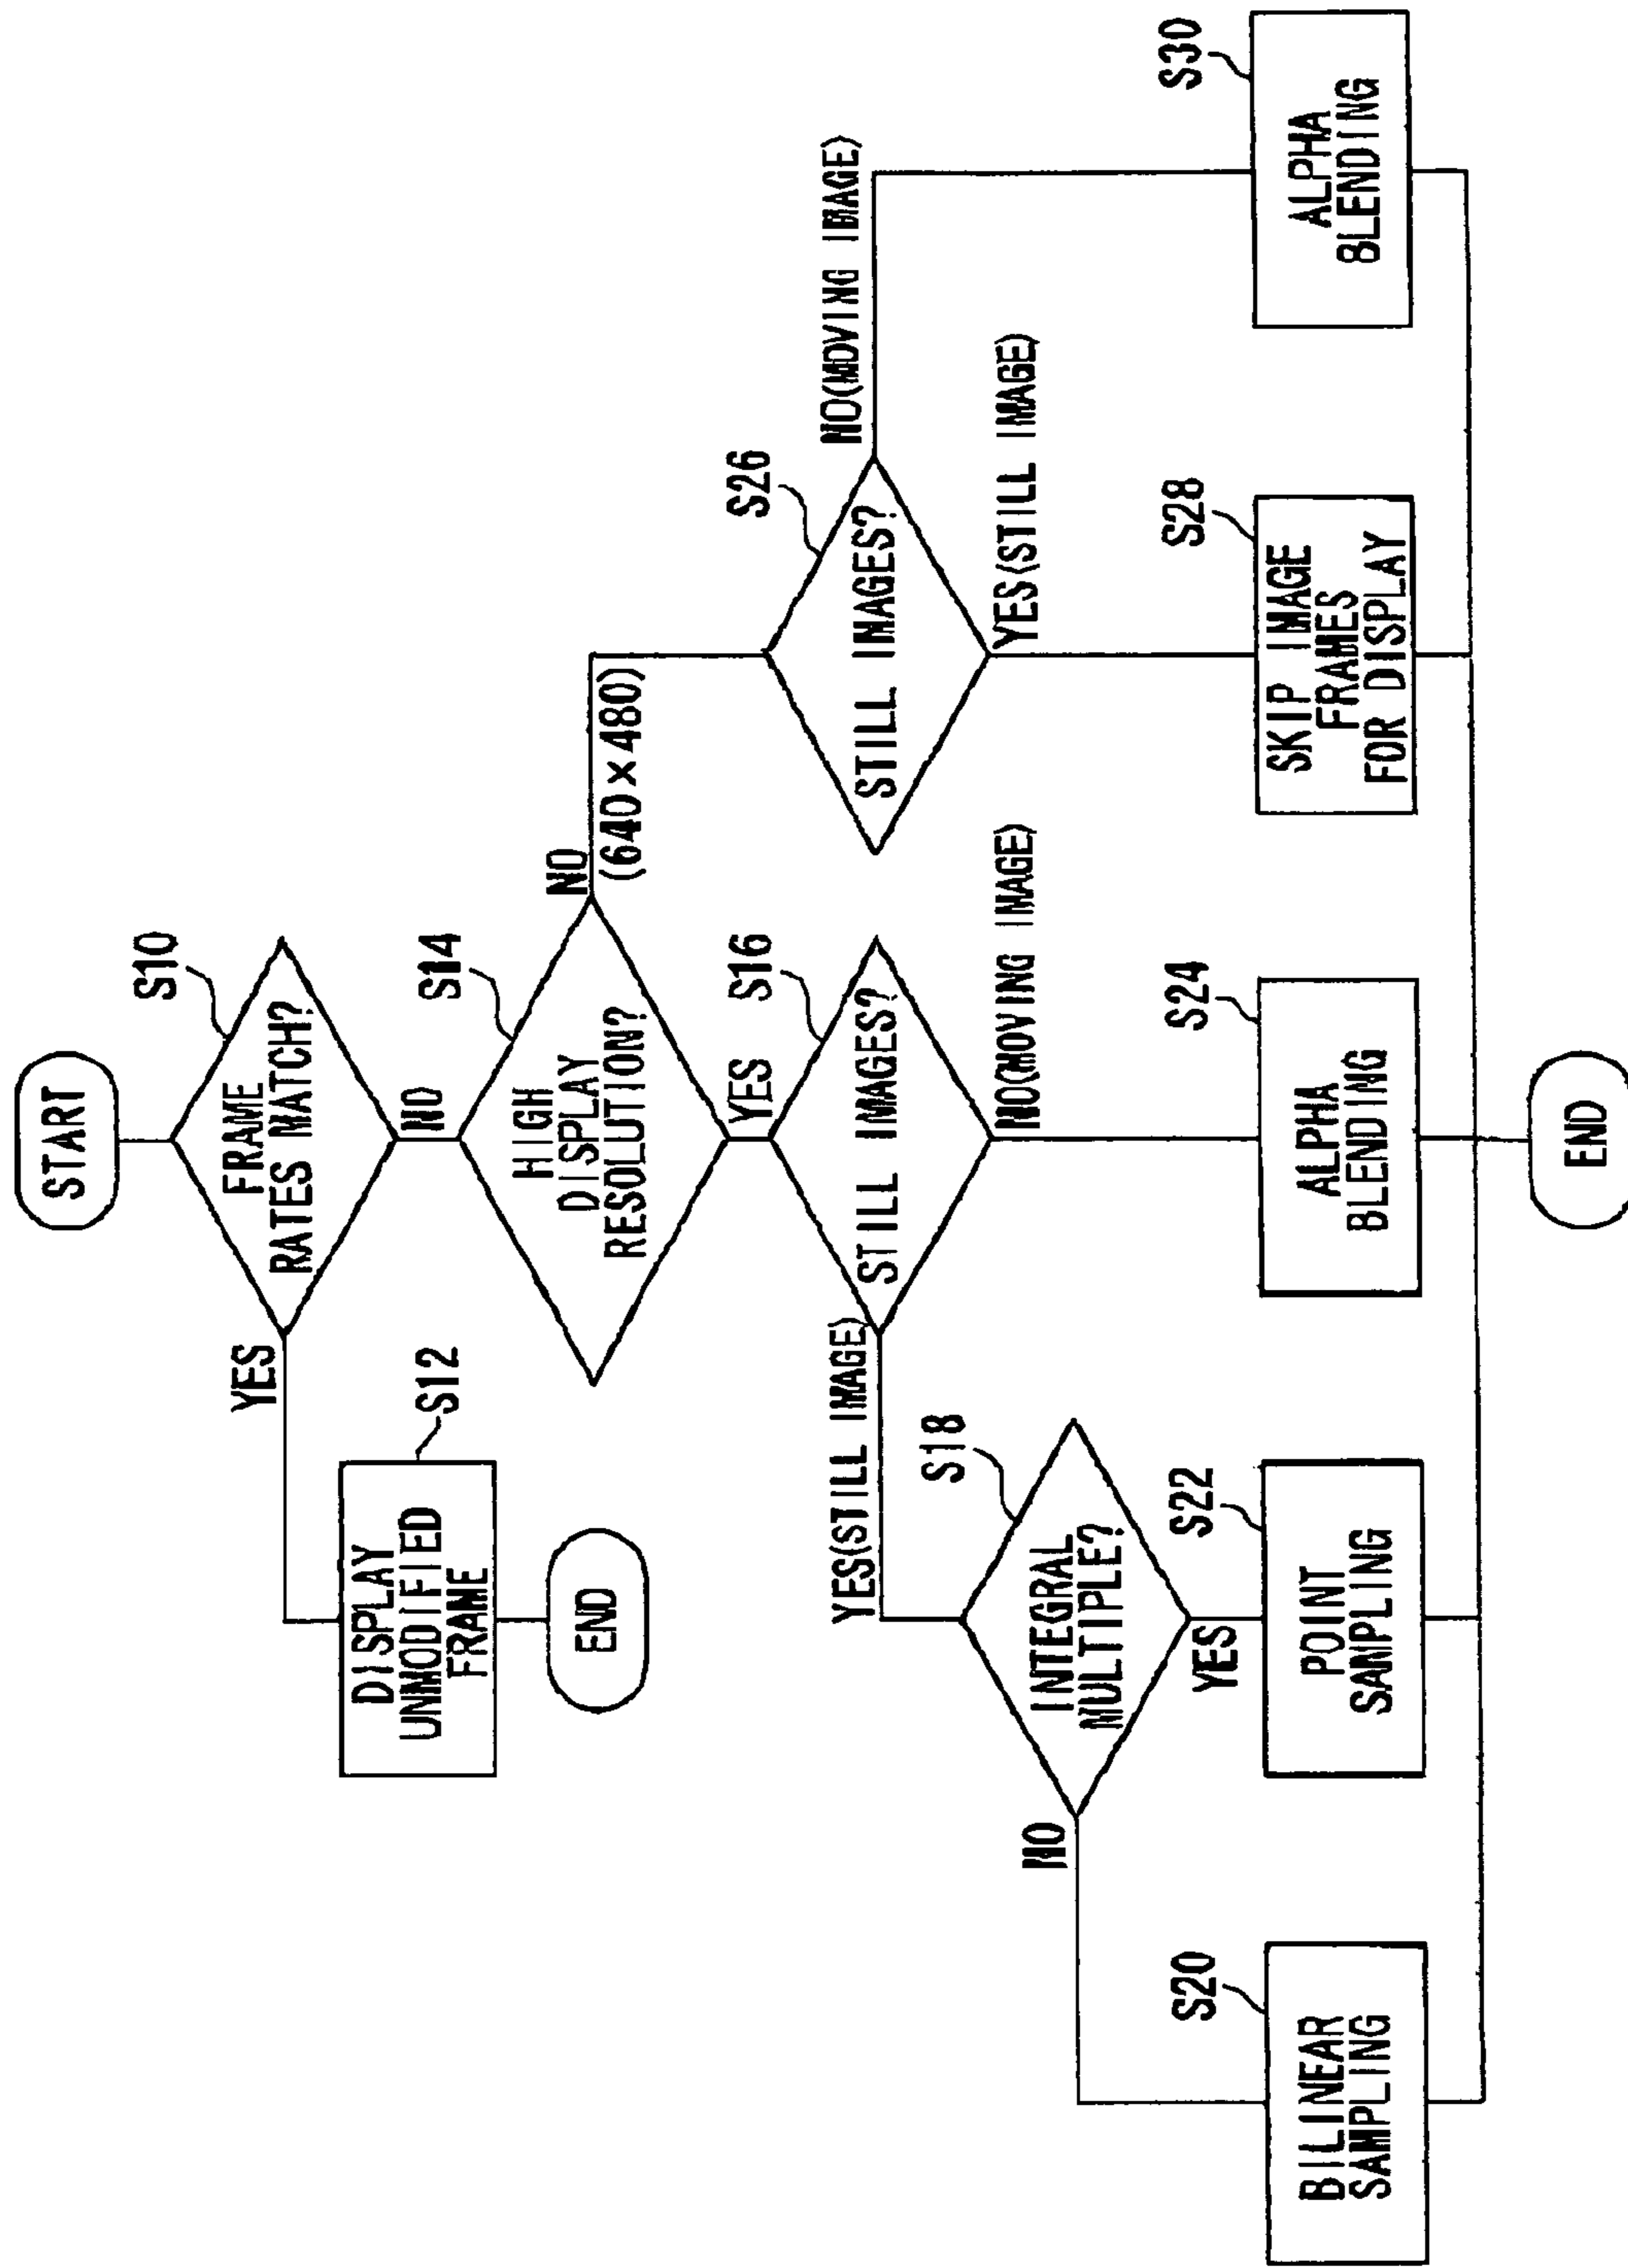 START
S10
FRAME
RATES MATCH?
YES
NO
DISPLAY
UNMODIFIED
FRAME
S12
END
S14
HIGH
DISPLAY
RESOLUTION?
NO
(640×480)
YES
S16
STILL IMAGES?
YES(STILL IMAGE)
NO(MOVING IMAGE)
S26
STILL IMAGES?
NO(MOVING IMAGE)
YES(STILL IMAGE)
S18
INTEGRAL
MULTIPLE?
NO
YES
S20
BILINEAR
SAMPLING
S22
POINT
SAMPLING
S24
ALPHA
BLENDING
S28
SKIP IMAGE
FRAMES
FOR DISPLAY
S30
ALPHA
BLENDING
END